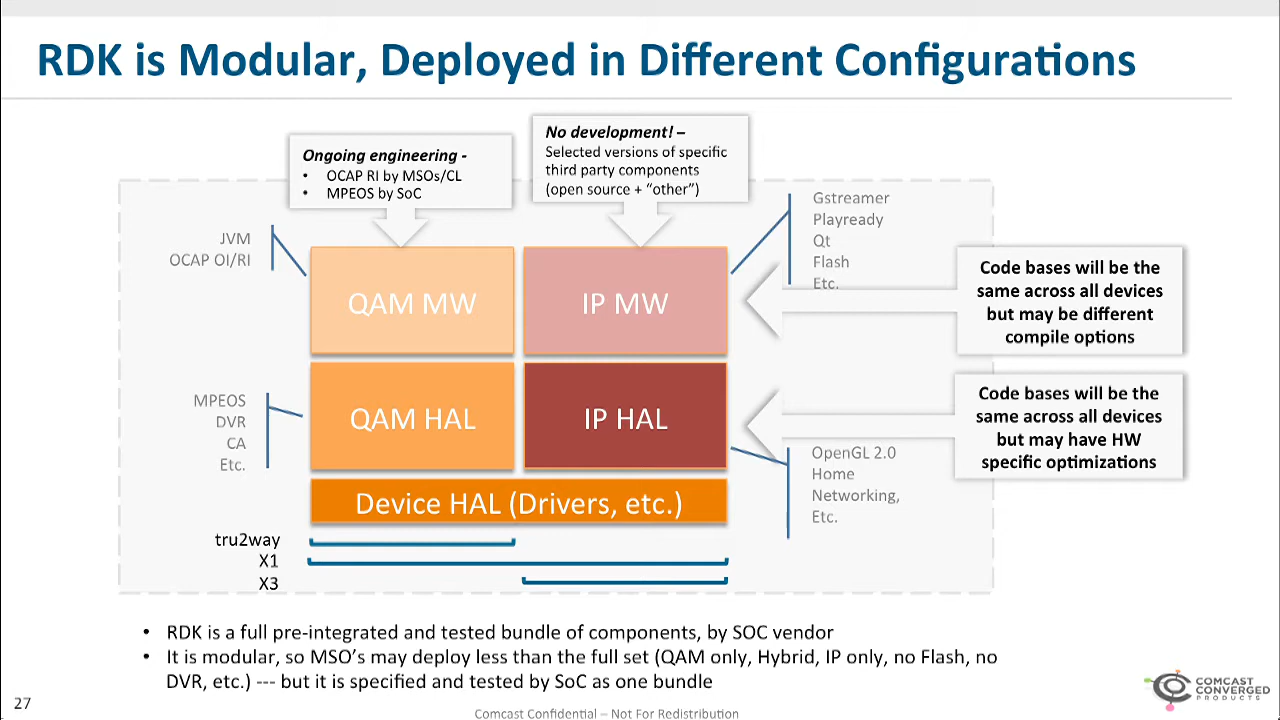 RDK is Modular, Deployed in Different Configurations
Ongoing engineering -
• OCAP RI by MSOs/CL
• MPEOS by SoC
No development! –
Selected versions of specific
third party components
(open source + “other”)
JVM
OCAP OI/RI
Gstreamer
Playready
Qt
Flash
Etc.
QAM MW
IP MW
Code bases will be the
same across all devices
but may be different
compile options
MPEOS
DVR
CA
Etc.
QAM HAL
IP HAL
Code bases will be the
same across all devices
but may have HW
specific optimizations
OpenGL 2.0
Home
Networking,
Etc.
Device HAL (Drivers, etc.)
tru2way
X1
X3
• RDK is a full pre-integrated and tested bundle of components, by SOC vendor
• It is modular, so MSO’s may deploy less than the full set (QAM only, Hybrid, IP only, no Flash, no
DVR, etc.) --- but it is specified and tested by SoC as one bundle
27
Comcast Confidential – Not For Redistribution
COMCAST
CONVERGED
PRODUCTS